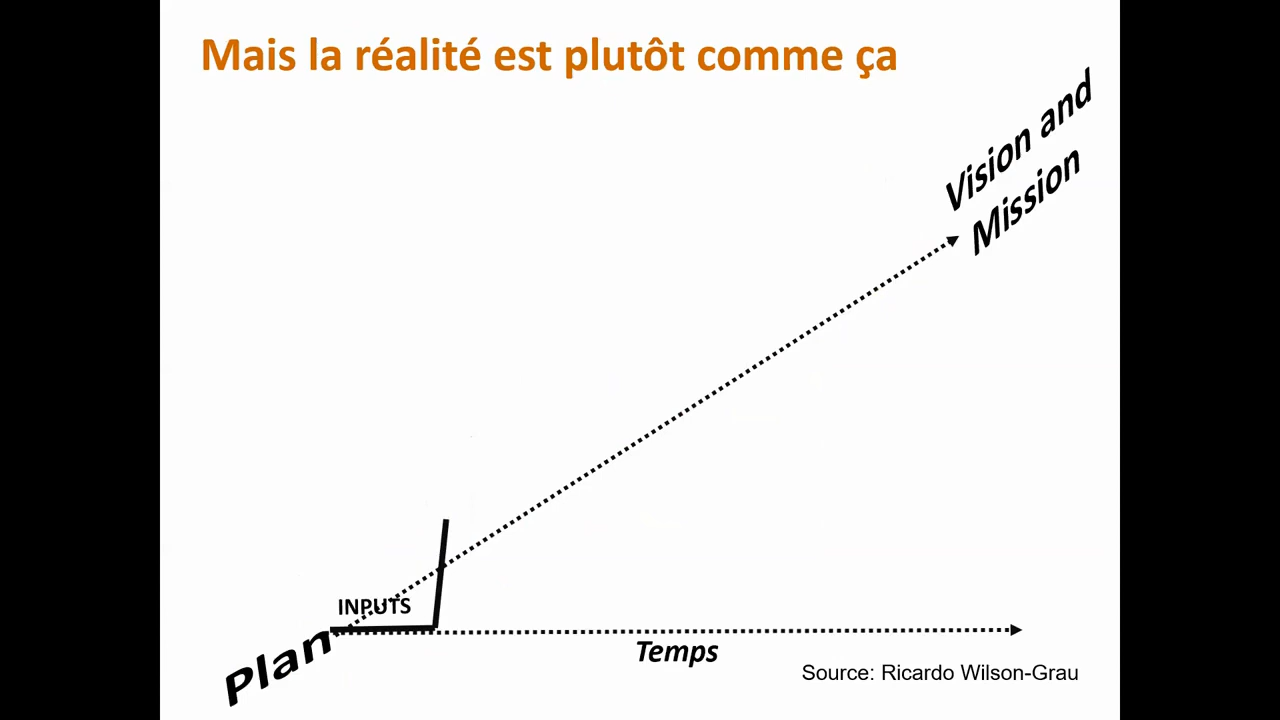 Mais la réalité est plutôt comme ça
Vision and
Mission
INPUTS
Plan
Temps
Source: Ricardo Wilson-Grau